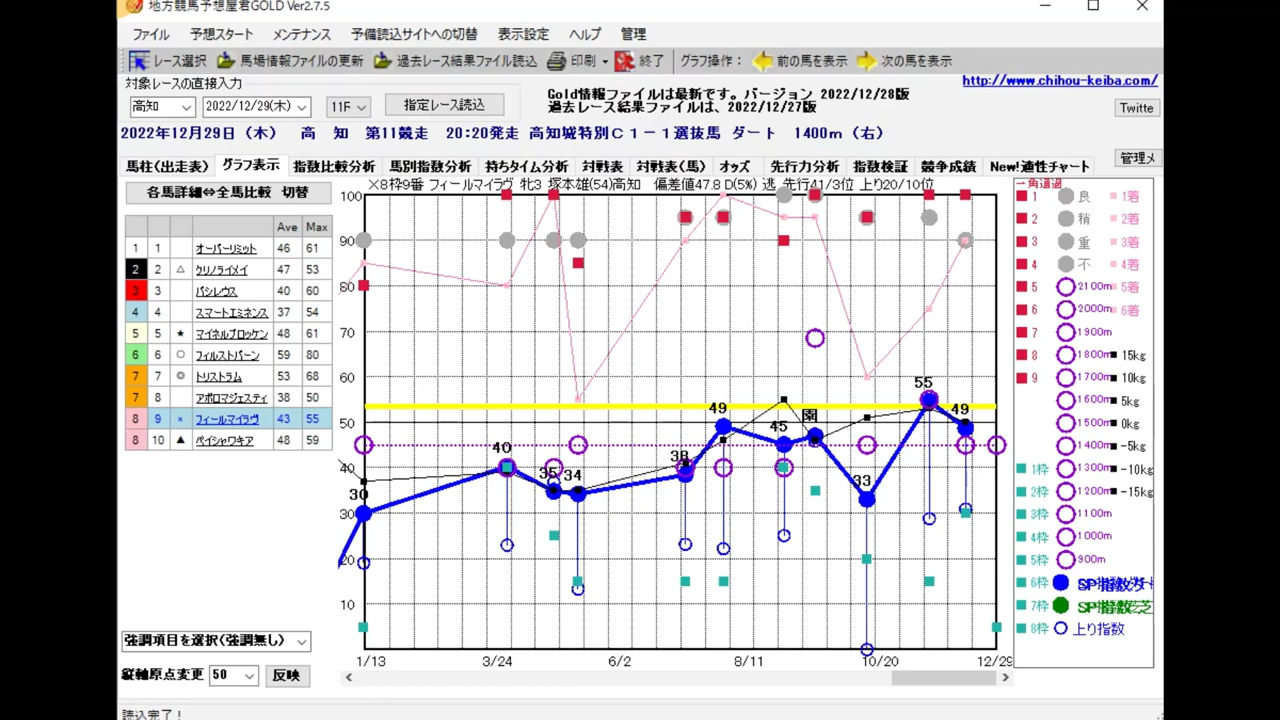 地方競馬予想屋君GOLD Ver2.7.5
ファイル 予想スタート メンテナンス 予備読込サイトへの切替 表示設定 ヘルプ 管理
レース選択 馬場情報ファイルの更新 過去レース結果ファイル読込 印刷 終了 グラフ操作： 前の馬を表示 次の馬を表示
対象レースの直接入力
http://www.chihou-keiba.com/
高知 2022/12/29(木) 11F 指定レース読込
Gold情報ファイルは最新です。バージョン 2022/12/28版
過去レース結果ファイルは、2022/12/27版
Twitte
2022年12月29日（木） 高 知 第11競走 20:20発走 高知城特別Ｃ１－１選抜馬 ダート 1400m（右）
馬柱(出走表) グラフ表示 指数比較分析 馬別指数分析 持ちタイム分析 対戦表 対戦表(馬) オッズ 先行力分析 指数検証 競争成績 New!適性チャート 管理メ
各馬詳細⇔全馬比較 切替
×8枠9番 フィールマイラヴ 牝3 塚本雄(54)高知 偏差値47.8 D(5%) 逃 先行41/3位 上り20/10位
Ave Max
1 1 オーバーリミット 46 61
2 2 △ クリノライメイ 47 53
3 3 バシレウス 40 60
4 4 スマートエミネンス 37 54
5 5 ★ マイネルブロッケン 48 61
6 6 ○ フィルストバーン 59 80
7 7 ◎ トリストラム 53 68
7 8 アポロマジェスティ 38 50
8 9 × フィールマイラヴ 43 55
8 10 ▲ ペイシャワキア 48 59
100
90
80
70
60
50
40
30
20
10
30 40 35 34 38 49 45 園 33 55 49
1/13 3/24 6/2 8/11 10/20 12/29
1 良 1着
2 稍 2着
3 重 3着
4 不 4着
5 2100m 5着
6 2000m 6着
7 1900m
8 1800m 15kg
9 1700m 10kg
1600m 5kg
1500m 0kg
1400m -5kg
1枠 1300m -10kg
2枠 1200m -15kg
3枠 1100m
4枠 1000m
5枠 900m
6枠
7枠
8枠 上り指数
強調項目を選択(強調無し)
縦軸原点変更 50 反映
読込完了！